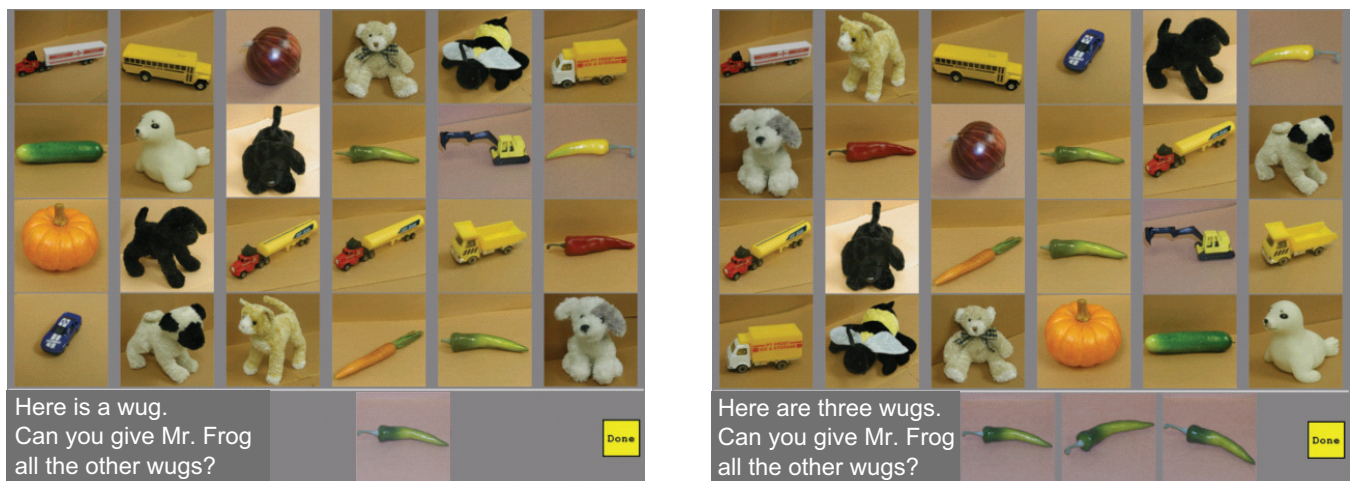 Here is a wug.
Can you give Mr. Frog
all the other wugs?
Done
Here are three wugs.
Can you give Mr. Frog
all the other wugs?
Done